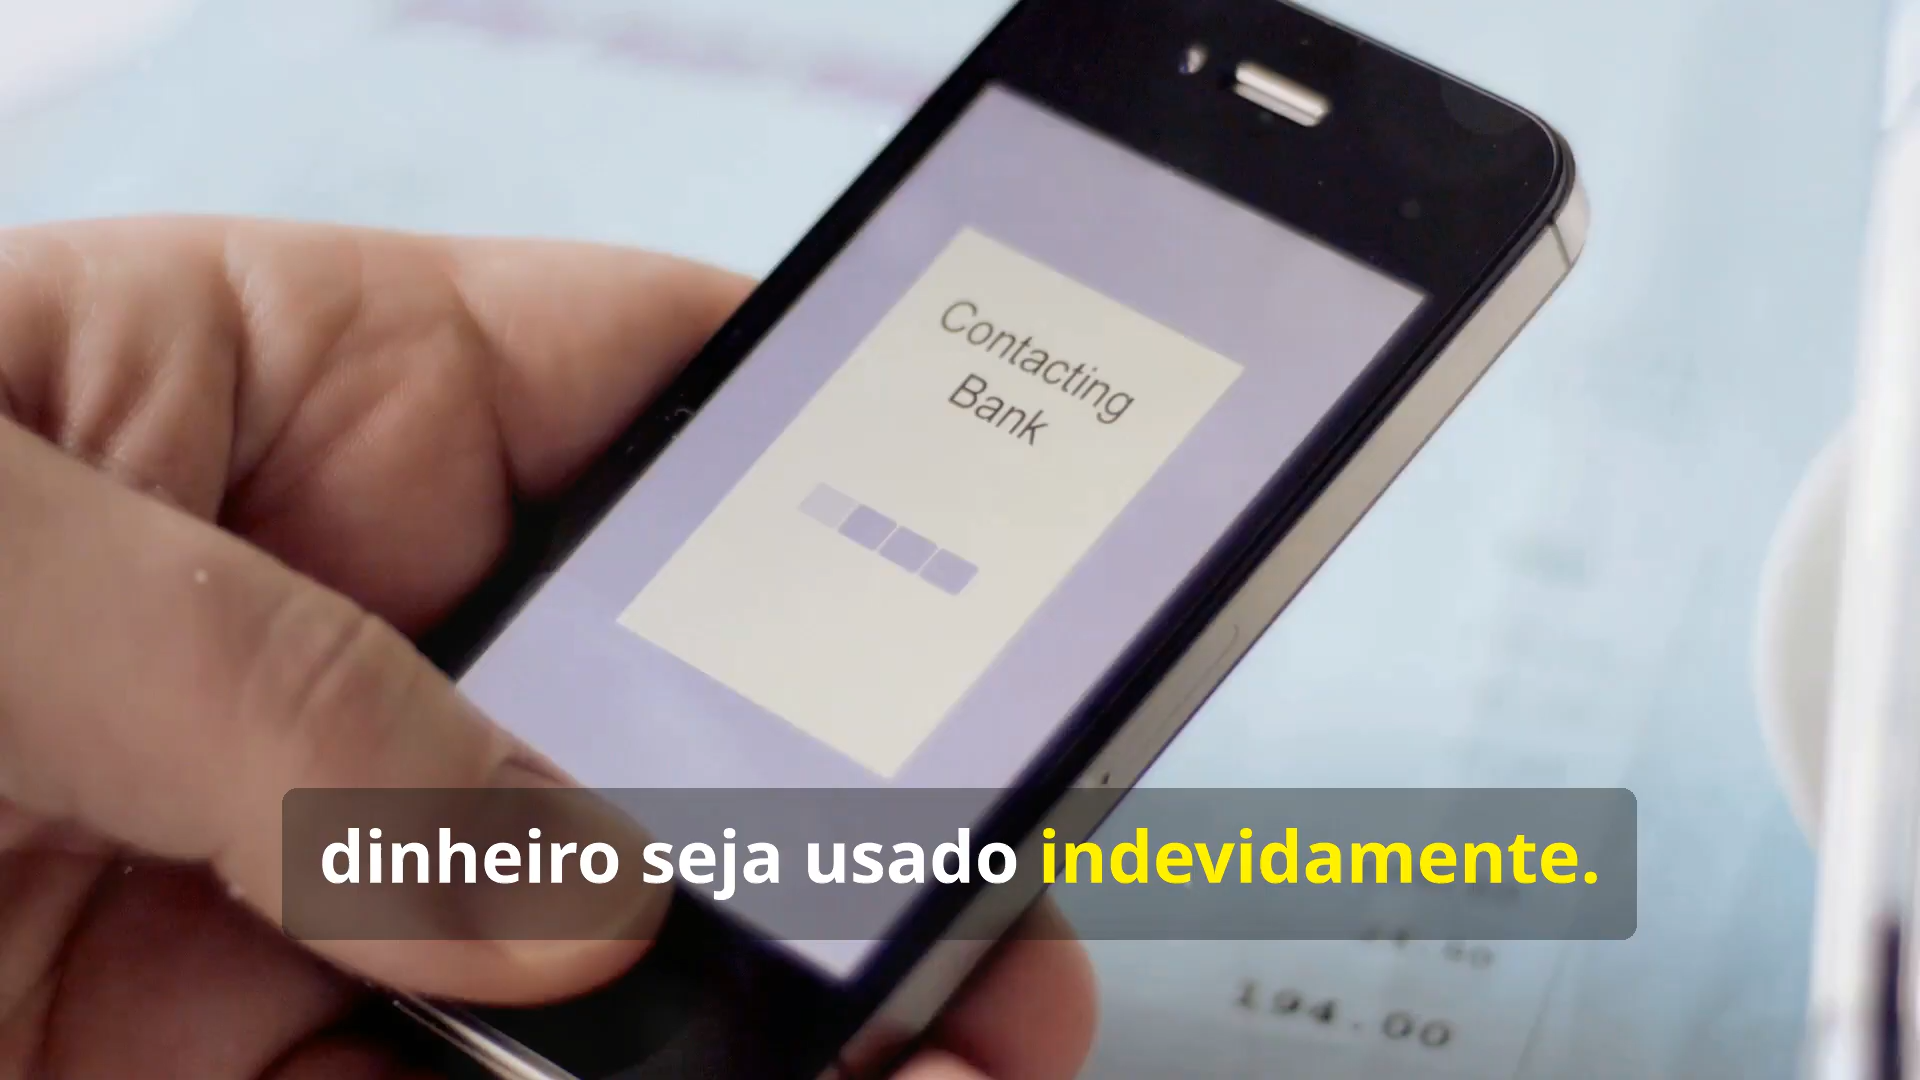 Contacting
Bank
dinheiro seja usado indevidamente.
194.00